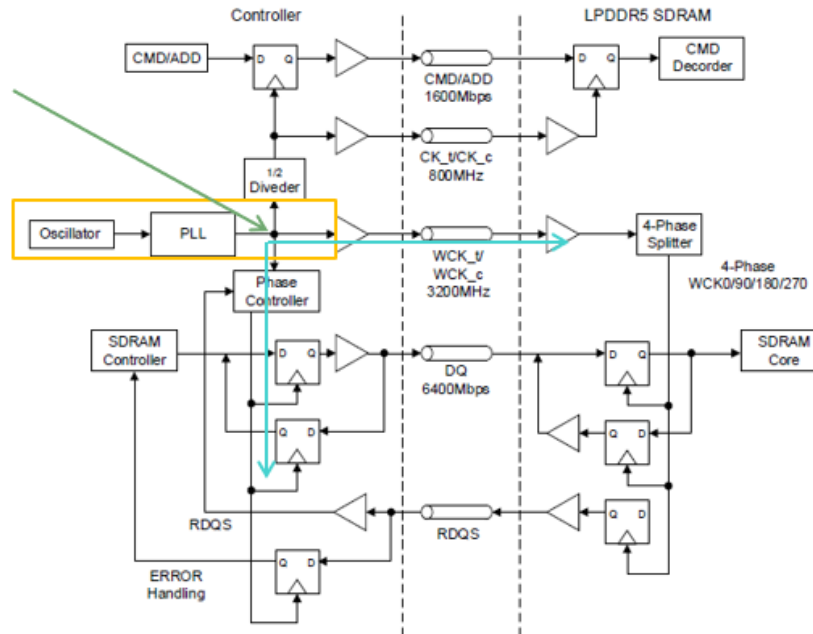 Controller
LPDDR5 SDRAM
CMD/ADD
D Q
D Q
CMD
Decorder
CMD/ADD
1600Mbps
CK_t/CK_c
800MHz
1/2
Diveder
Oscillator
PLL
4-Phase
Splitter
WCK_t/
WCK_c
3200MHz
4-Phase
WCK0/90/180/270
Phase
Controller
SDRAM
Controller
D Q
D Q
SDRAM
Core
DQ
6400Mbps
Q D
Q D
RDQS
RDQS
Q D
Q D
ERROR
Handling